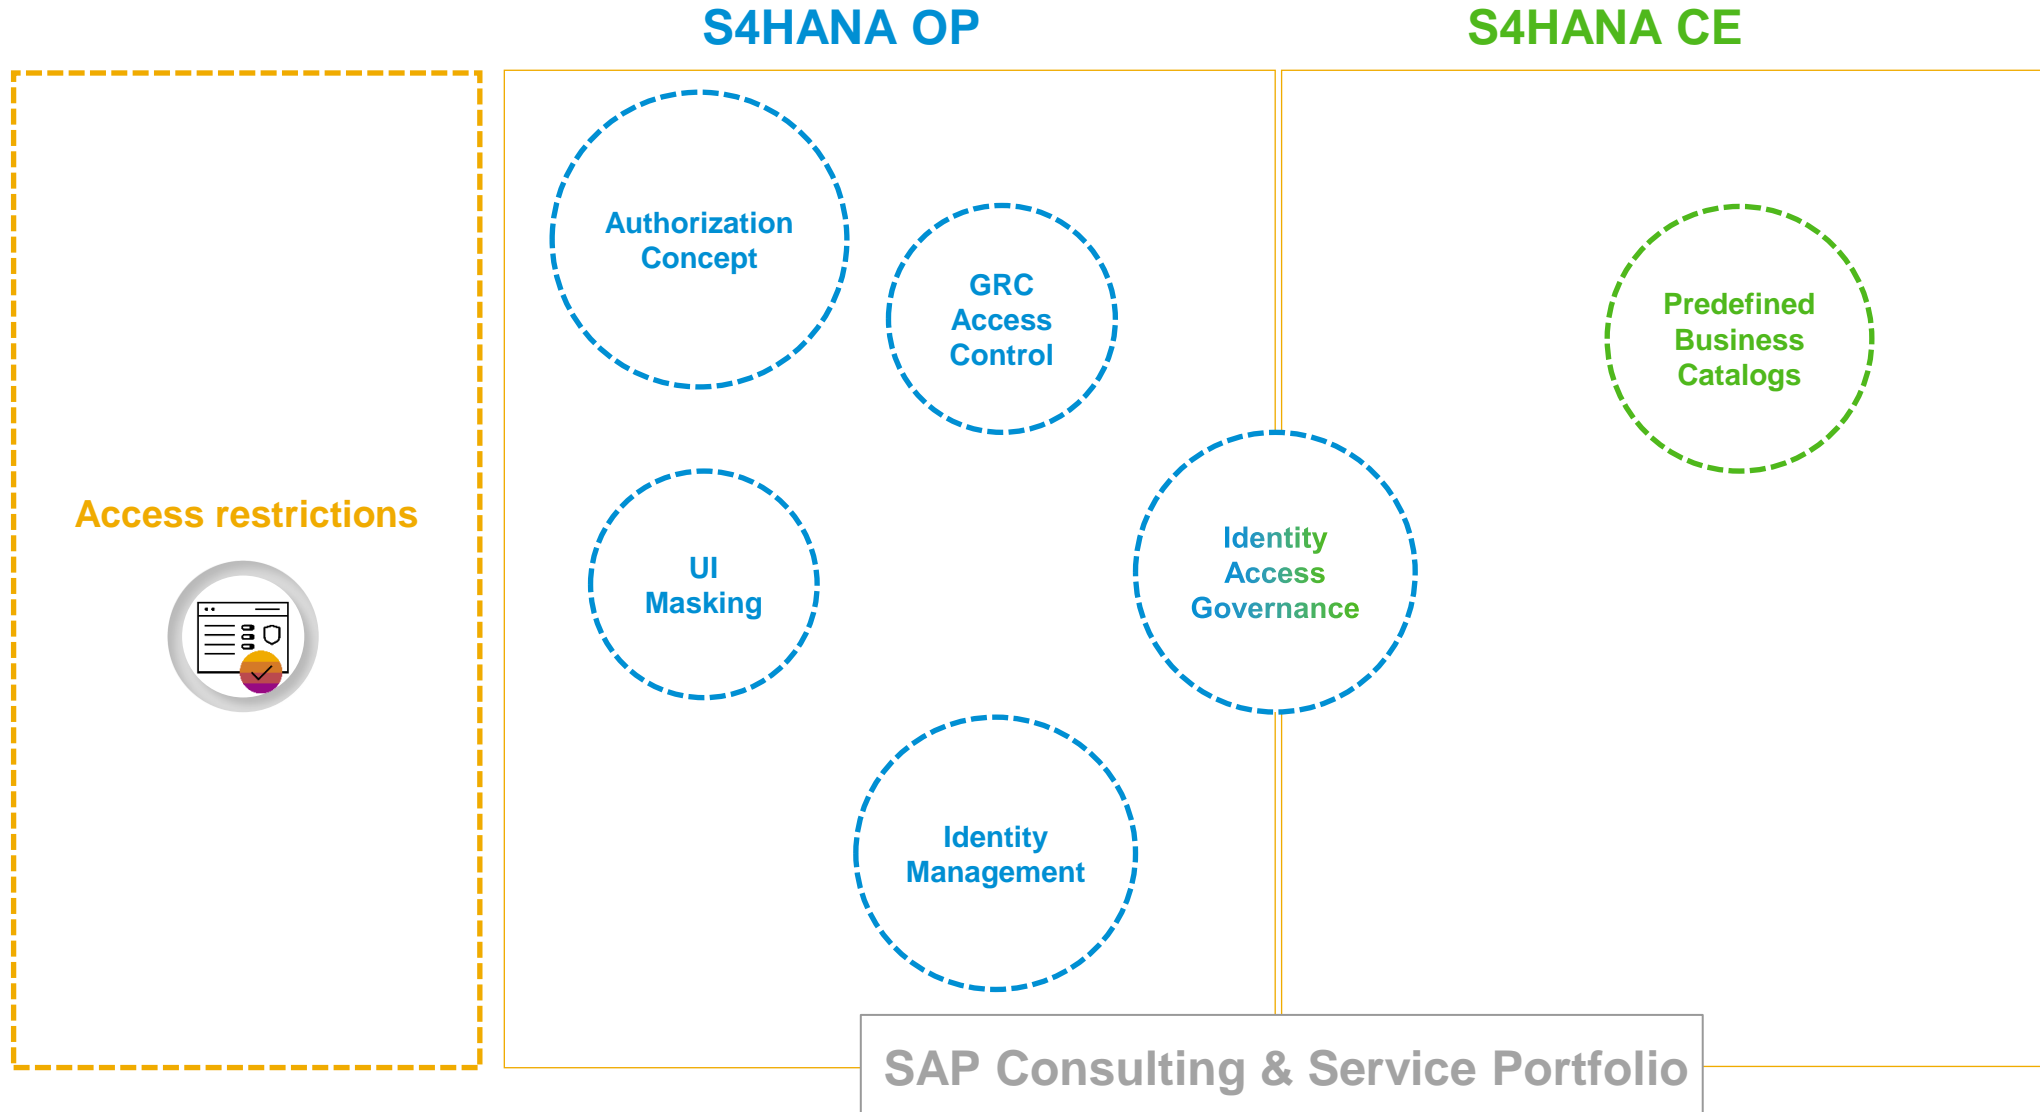 S4HANA OP
S4HANA CE
Access restrictions
Authorization
Concept
GRC
Access
Control
UI
Masking
Identity
Management
Identity
Access
Governance
Predefined
Business
Catalogs
SAP Consulting & Service Portfolio